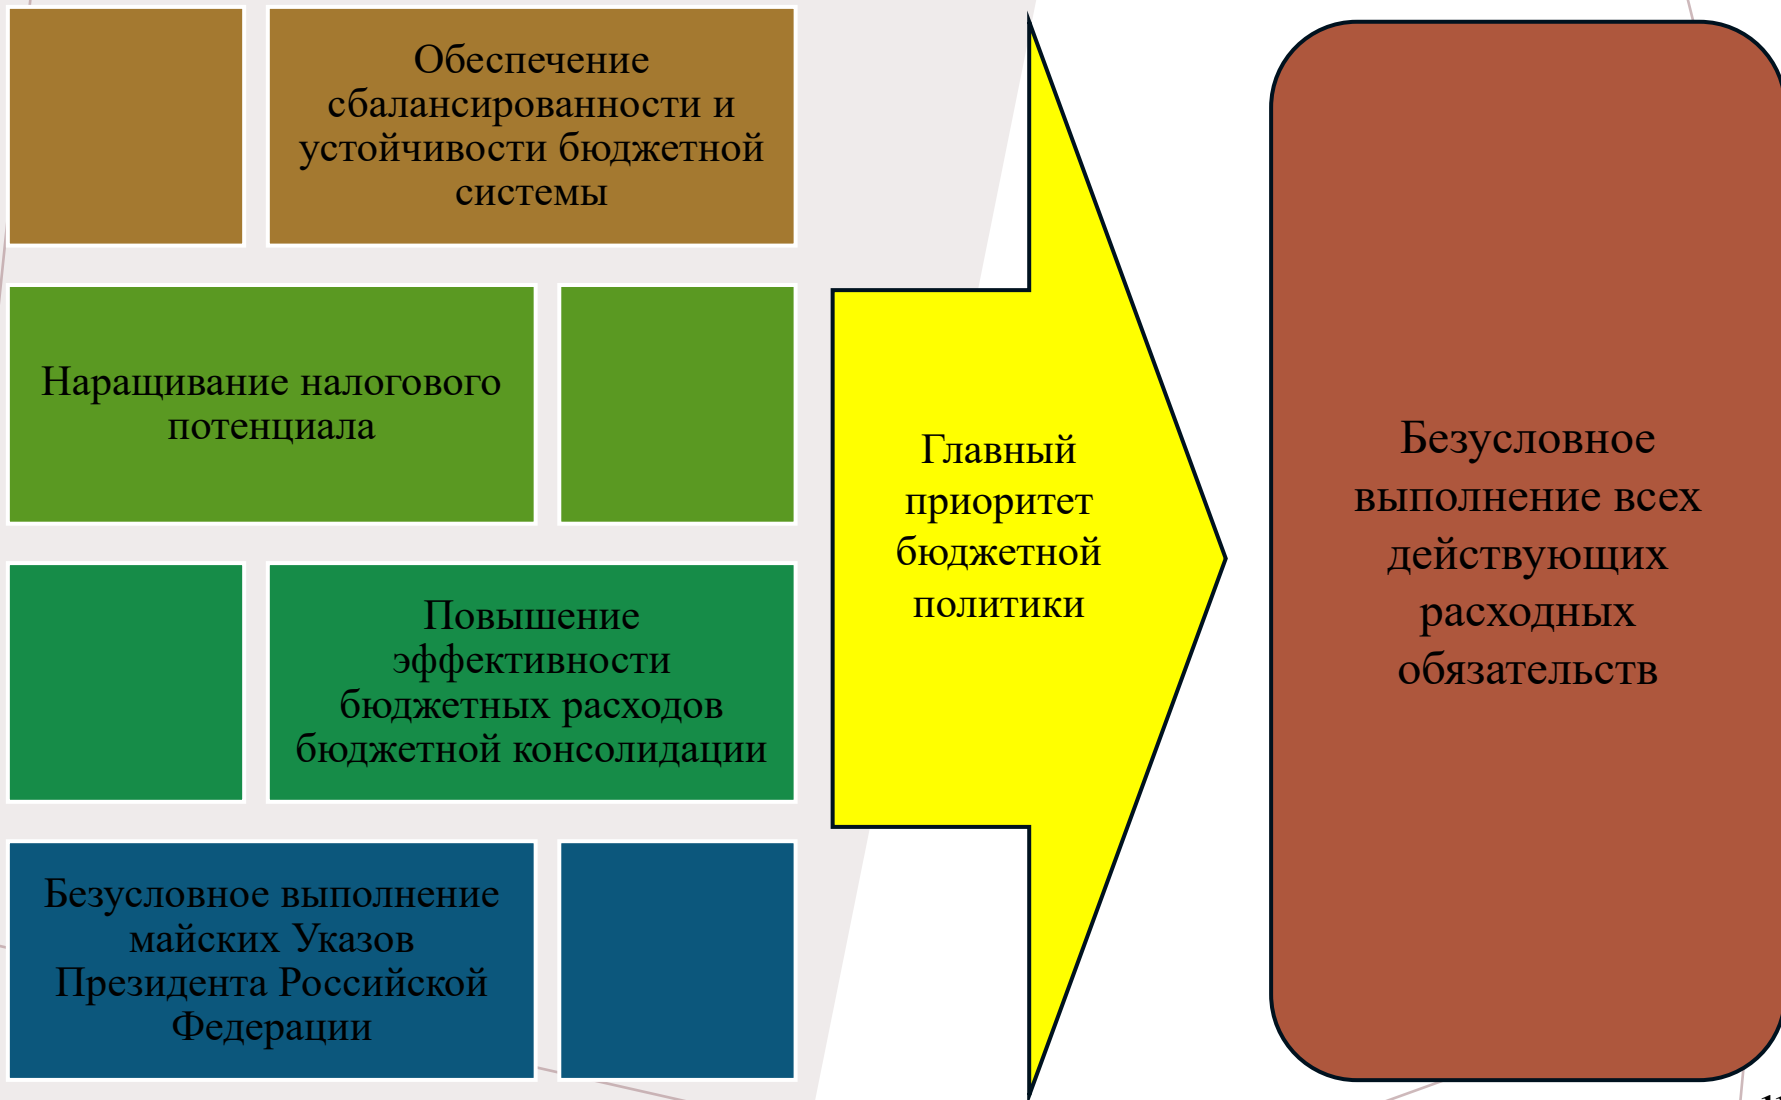 Обеспечение
сбалансированности и
устойчивости бюджетной
системы
Наращивание налогового
потенциала
Повышение
эффективности
бюджетных расходов
бюджетной консолидации
Безусловное выполнение
майских Указов
Президента Российской
Федерации
Главный
приоритет
бюджетной
политики
Безусловное
выполнение всех
действующих
расходных
обязательств